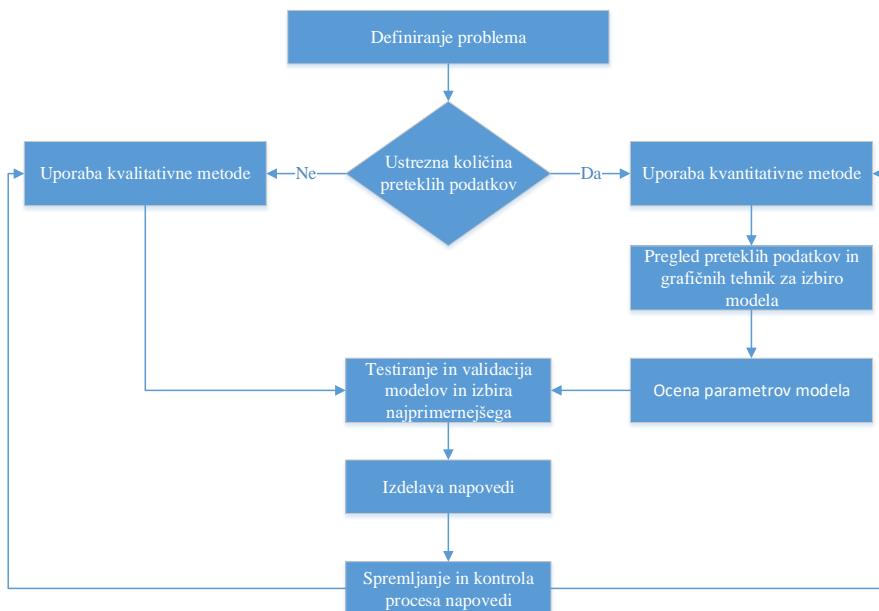 Definiranje problema
Ustrezna količina
preteklih podatkov
Ne
Da
Uporaba kvalitativne metode
Uporaba kvantitativne metode
Pregled preteklih podatkov in
grafičnih tehnik za izbiro
modela
Testiranje in validacija
modelov in izbira
najprimernejšega
Ocena parametrov modela
Izdelava napovedi
Spremljanje in kontrola
procesa napovedi